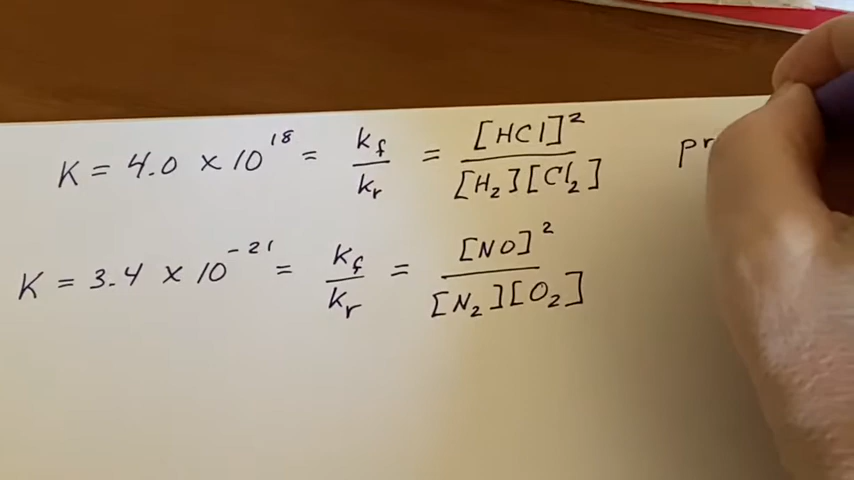 K = 4.0 × 10^18 = kf/kr = [HCl]^2/[H2][Cl2] pr
K = 3.4 × 10^-21 = kf/kr = [NO]^2/[N2][O2]